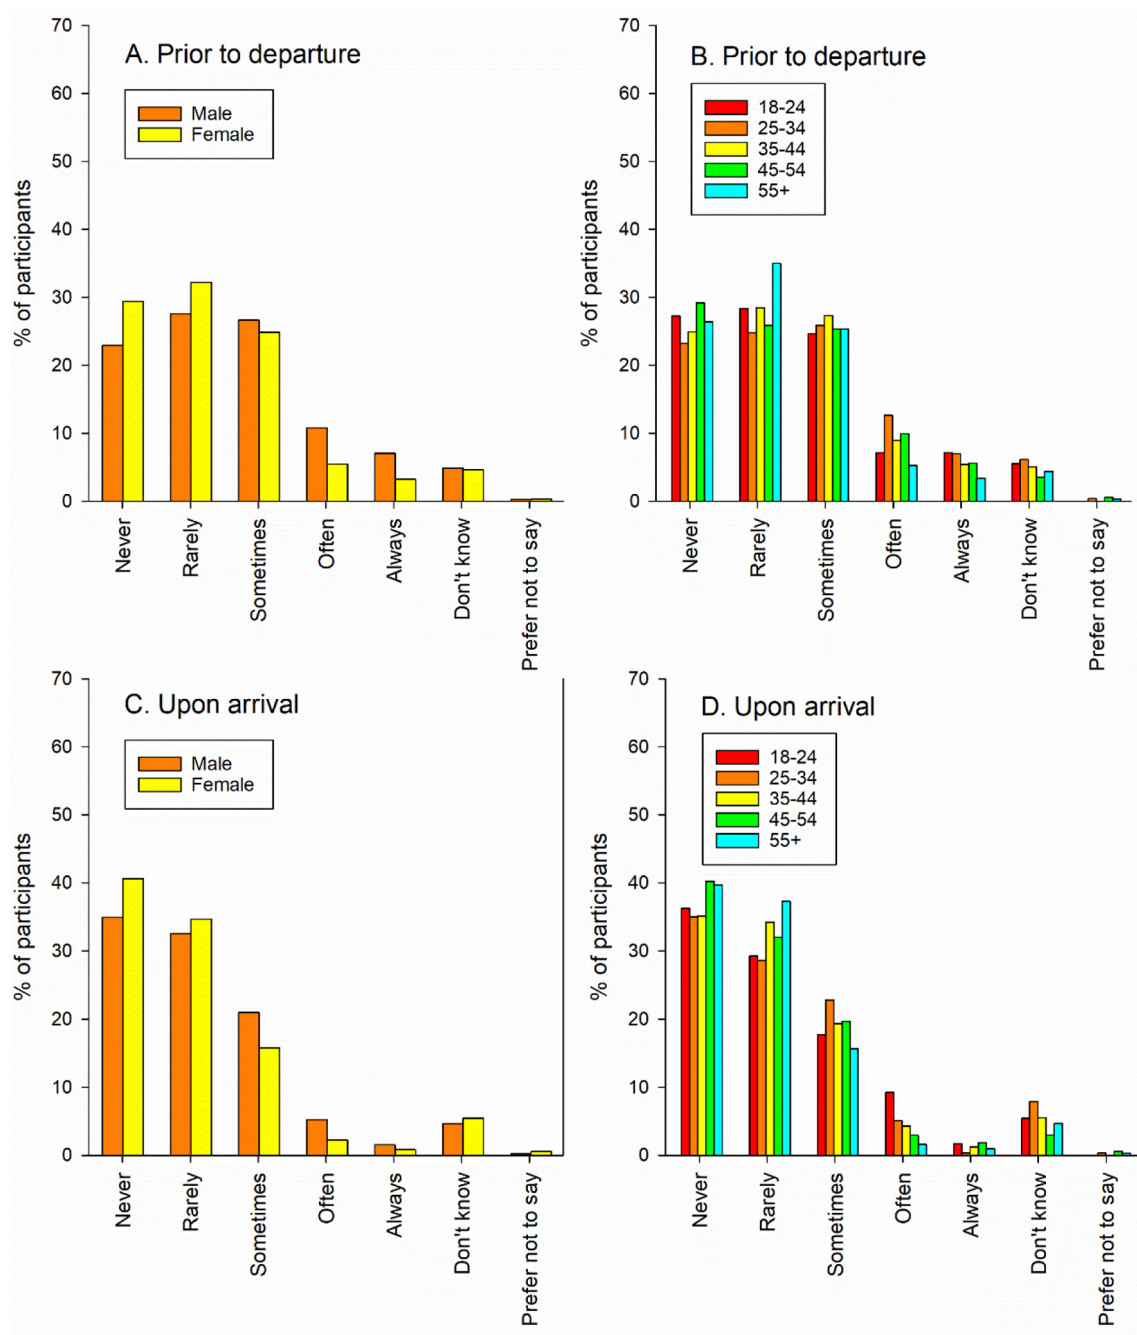 A. Prior to departure
Male
Female
% of participants
70
60
50
40
30
20
10
0
Never
Rarely
Sometimes
Often
Always
Don't know
Prefer not to say
B. Prior to departure
18-24
25-34
35-44
45-54
55+
% of participants
70
60
50
40
30
20
10
0
Never
Rarely
Sometimes
Often
Always
Don't know
Prefer not to say
C. Upon arrival
Male
Female
% of participants
70
60
50
40
30
20
10
0
Never
Rarely
Sometimes
Often
Always
Don't know
Prefer not to say
D. Upon arrival
18-24
25-34
35-44
45-54
55+
% of participants
70
60
50
40
30
20
10
0
Never
Rarely
Sometimes
Often
Always
Don't know
Prefer not to say